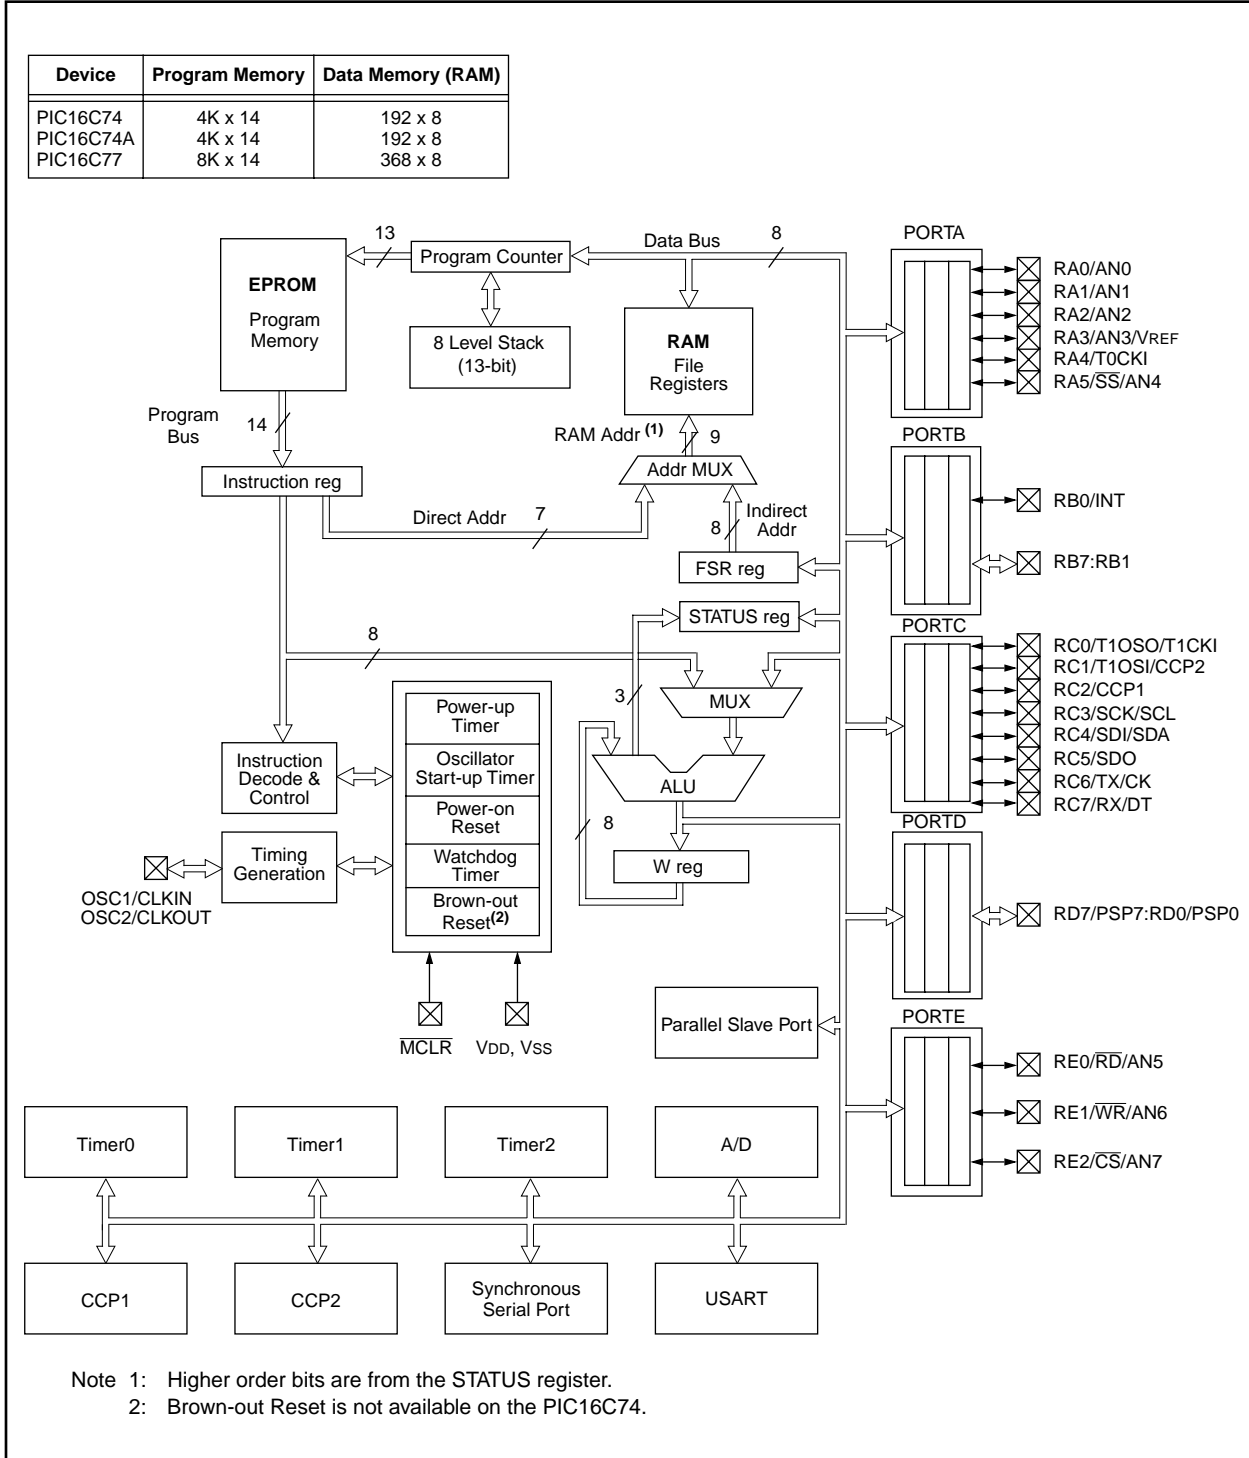 Device Program Memory Data Memory (RAM)
PIC16C74 4K x 14 192 x 8
PIC16C74A 4K x 14 192 x 8
PIC16C77 8K x 14 368 x 8
EPROM
Program
Memory
13
Program Counter
8 Level Stack
(13-bit)
Data Bus
8
RAM
File
Registers
Program
Bus
14
RAM Addr (1)
9
Addr MUX
Instruction reg
Direct Addr
7
8
Indirect
Addr
FSR reg
STATUS reg
8
3
MUX
ALU
8
W reg
Power-up
Timer
Oscillator
Start-up Timer
Power-on
Reset
Watchdog
Timer
Brown-out
Reset(2)
Instruction
Decode &
Control
Timing
Generation
OSC1/CLKIN
OSC2/CLKOUT
MCLR
VDD, VSS
Parallel Slave Port
PORTA
RA0/AN0
RA1/AN1
RA2/AN2
RA3/AN3/VREF
RA4/T0CKI
RA5/SS/AN4
PORTB
RB0/INT
RB7:RB1
PORTC
RC0/T1OSO/T1CKI
RC1/T1OSI/CCP2
RC2/CCP1
RC3/SCK/SCL
RC4/SDI/SDA
RC5/SDO
RC6/TX/CK
RC7/RX/DT
PORTD
RD7/PSP7:RD0/PSP0
PORTE
RE0/RD/AN5
RE1/WR/AN6
RE2/CS/AN7
Timer0
Timer1
Timer2
A/D
CCP1
CCP2
Synchronous
Serial Port
USART
Note 1: Higher order bits are from the STATUS register.
2: Brown-out Reset is not available on the PIC16C74.